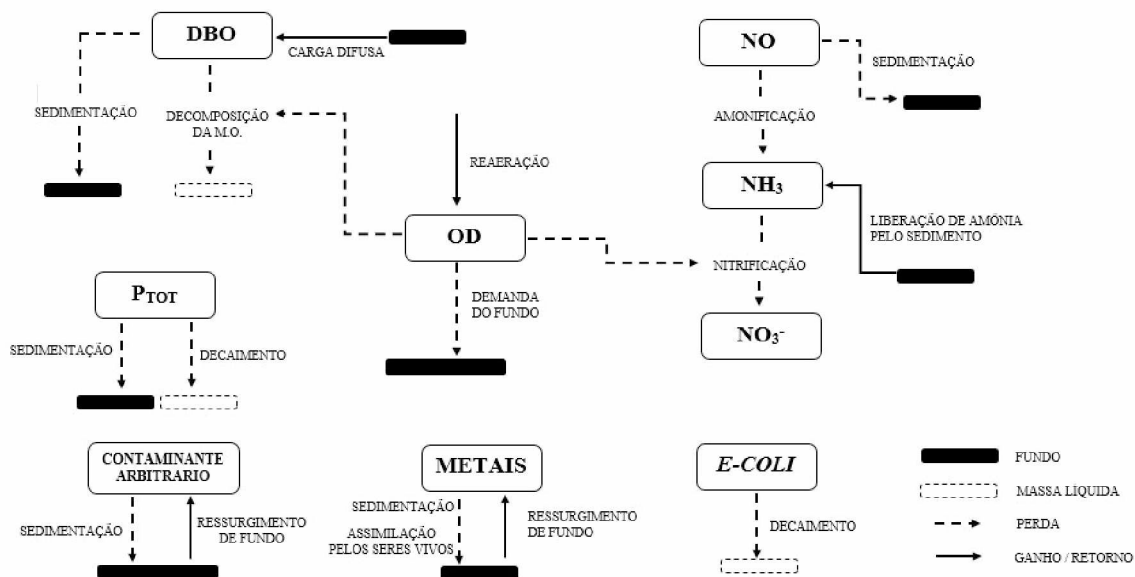 DBO
CARGA DIFUSA
SEDIMENTAÇÃO
DECOMPOSIÇÃO
DA M.O.
REAERAÇÃO
OD
DEMANDA
DO FUNDO
NO
SEDIMENTAÇÃO
AMONIFICAÇÃO
NH₃
LIBERAÇÃO DE AMÔNIA
PELO SEDIMENTO
NITRIFICAÇÃO
NO₃⁻
P_TOT
SEDIMENTAÇÃO
DECAIMENTO
CONTAMINANTE
ARBITRARIO
SEDIMENTAÇÃO
RESSURGIMENTO
DE FUNDO
METAIS
SEDIMENTAÇÃO
ASSIMILAÇÃO
PELOS SERES VIVOS
RESSURGIMENTO
DE FUNDO
E-COLI
DECAIMENTO
FUNDO
MASSA LÍQUIDA
PERDA
GANHO / RETORNO